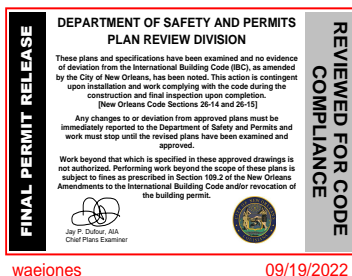 FINAL PERMIT RELEASE
DEPARTMENT OF SAFETY AND PERMITS
PLAN REVIEW DIVISION
These plans and specifications have been examined and no evidence
of deviation from the International Building Code (IBC), as amended
by the City of New Orleans, has been noted. This action is contingent
upon installation and work complying with the code during the
construction and final inspection upon completion.
[New Orleans Code Sections 26-14 and 26-15]
Any changes to or deviation from approved plans must be
immediately reported to the Department of Safety and Permits and
work must stop until the revised plans have been examined and
approved.
Work beyond that which is specified in these approved drawings is
not authorized. Performing work beyond the scope of these plans is
subject to fines as prescribed in Section 109.2 of the New Orleans
Amendments to the International Building Code and/or revocation of
the building permit.
Jay P. Dufour, AIA
Chief Plans Examiner
REVIEWED FOR CODE
COMPLIANCE
waejones
09/19/2022